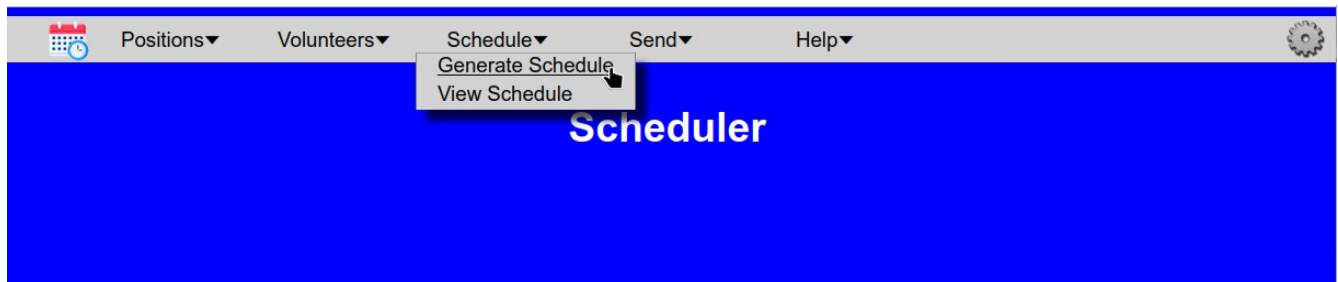 Positions▼ Volunteers▼ Schedule▼ Send▼ Help▼
Generate Schedule
View Schedule
Scheduler